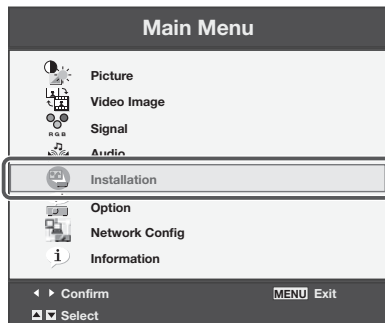 Main Menu
Picture
Video Image
RGB
Signal
Audio
Installation
Option
Network Config
i Information
Confirm
MENU Exit
Select